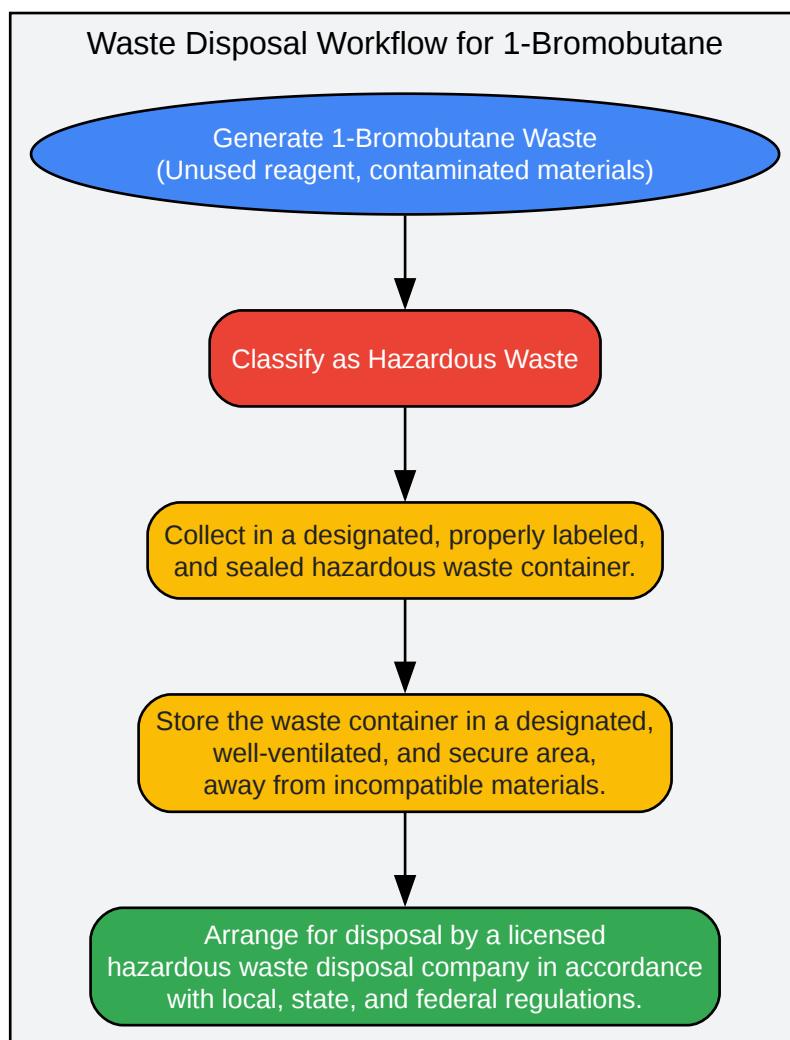 Waste Disposal Workflow for 1-Bromobutane
Generate 1-Bromobutane Waste
(Unused reagent, contaminated materials)
Classify as Hazardous Waste
Collect in a designated, properly labeled,
and sealed hazardous waste container.
Store the waste container in a designated,
well-ventilated, and secure area,
away from incompatible materials.
Arrange for disposal by a licensed
hazardous waste disposal company in accordance
with local, state, and federal regulations.